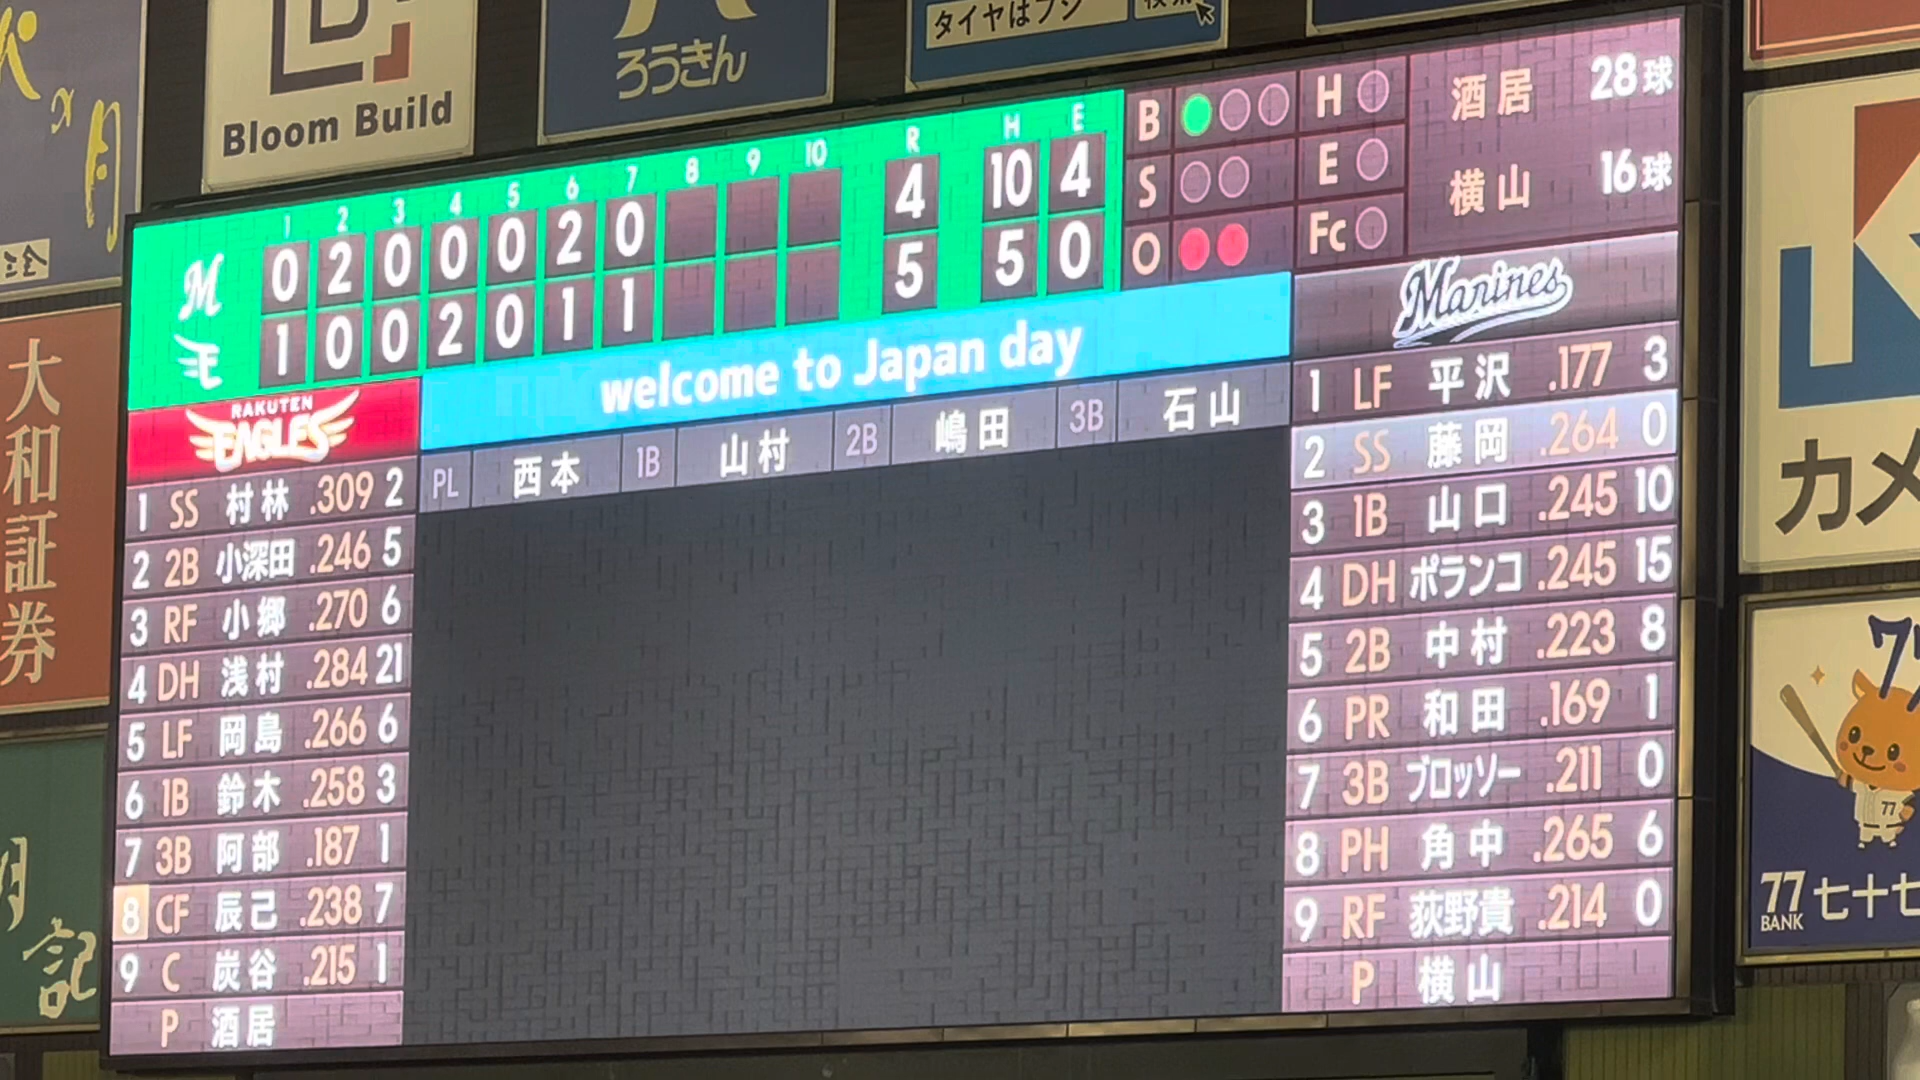 Bloom Build
ろうきん
タイヤはフジ
大和証券
1 2 3 4 5 6 7 8 9 10 R H E
M 0 2 0 0 0 2 0 4 10 4
E 1 0 0 2 0 1 1 5 5 0
B H
S E
O Fc
酒居 28球
横山 16球
welcome to Japan day
PL 西本 1B 山村 2B 嶋田 3B 石山
RAKUTEN
EAGLES
1 SS 村林 .309 2
2 2B 小深田 .246 5
3 RF 小郷 .270 6
4 DH 浅村 .284 21
5 LF 岡島 .266 6
6 1B 鈴木 .258 3
7 3B 阿部 .187 1
8 CF 辰己 .238 7
9 C 炭谷 .215 1
P 酒居
Marines
1 LF 平沢 .177 3
2 SS 藤岡 .264 0
3 1B 山口 .245 10
4 DH ポランコ .245 15
5 2B 中村 .223 8
6 PR 和田 .169 1
7 3B ブロッソー .211 0
8 PH 角中 .265 6
9 RF 荻野貴 .214 0
P 横山
カメ
77
77 七十七
BANK